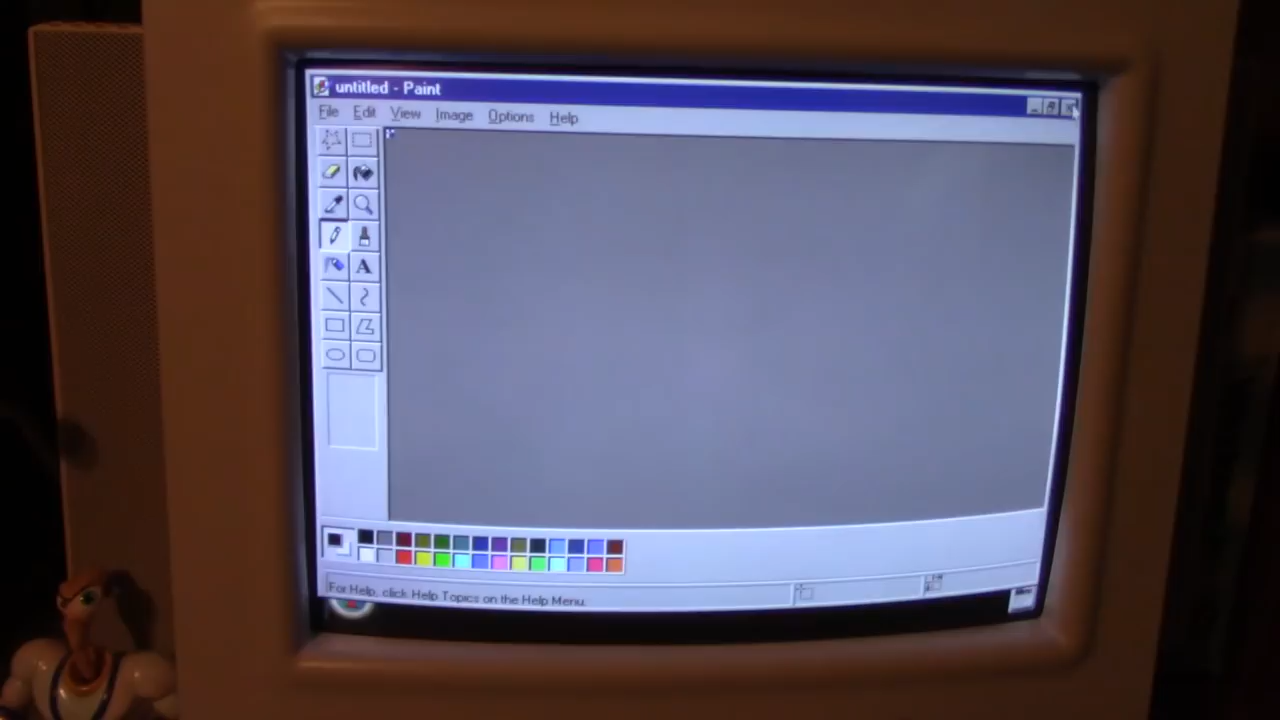 untitled - Paint
File Edit View Image Options Help
A
For Help, click Help Topics on the Help Menu.